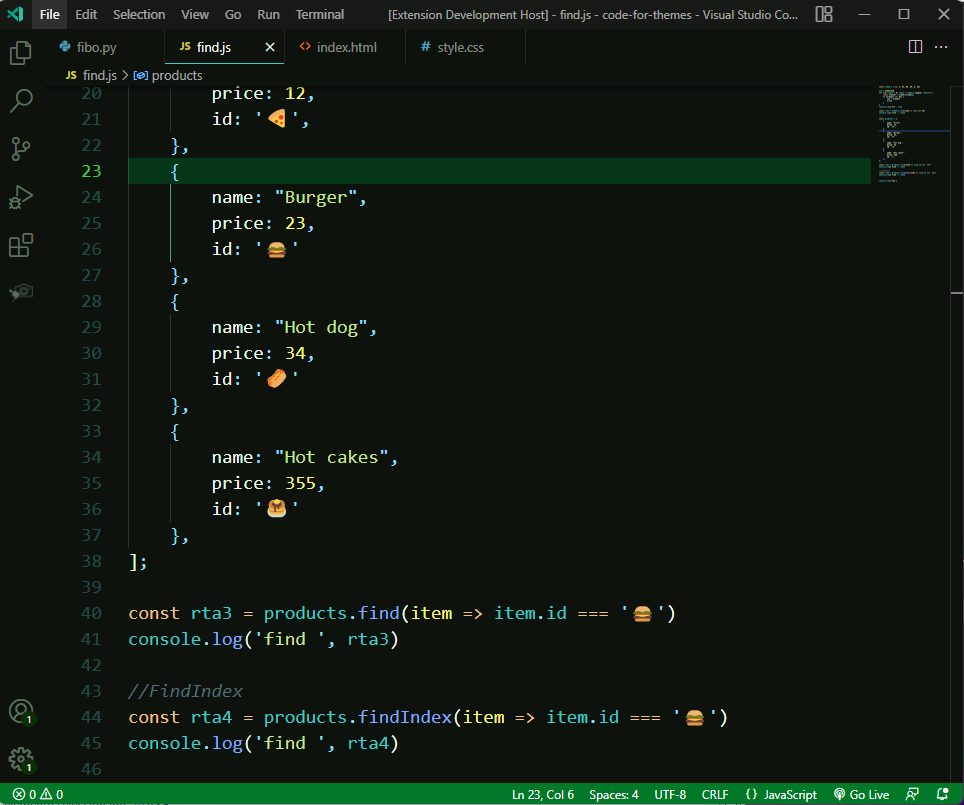 File Edit Selection View Go Run Terminal [Extension Development Host] - find.js - code-for-themes - Visual Studio Co...
fibo.py JS find.js index.html # style.css
JS find.js > products
20 price: 12,
21 id: '🍕',
22 },
23 {
24 name: "Burger",
25 price: 23,
26 id: '🍔'
27 },
28 {
29 name: "Hot dog",
30 price: 34,
31 id: '🌭'
32 },
33 {
34 name: "Hot cakes",
35 price: 355,
36 id: '🥞'
37 },
38 ];
39
40 const rta3 = products.find(item => item.id === '🍔')
41 console.log('find ', rta3)
42
43 //FindIndex
44 const rta4 = products.findIndex(item => item.id === '🍔')
45 console.log('find ', rta4)
46
1
1
0 0 Ln 23, Col 6 Spaces: 4 UTF-8 CRLF {} JavaScript Go Live